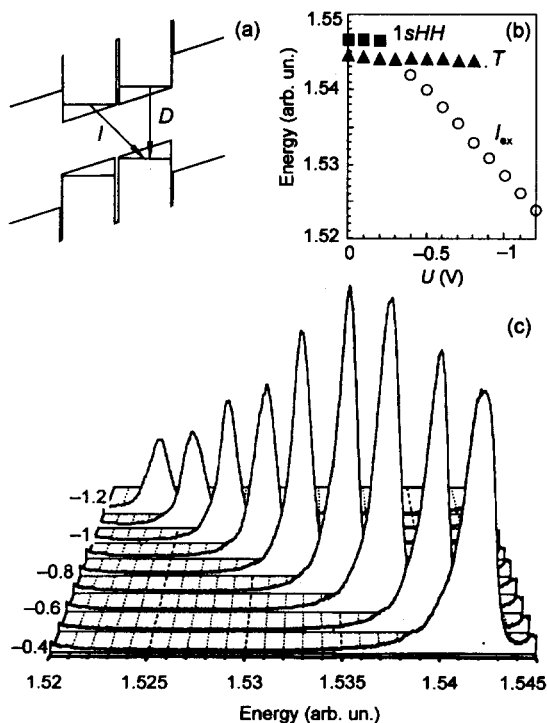 (a)
I
D
(b)
1.55
1.54
1.53
1.52
Energy (arb. un.)
1sHH
T
I_ex
0
–0.5
–1
U (V)
(c)
–1.2
–1
–0.8
–0.6
–0.4
1.52
1.525
1.53
1.535
1.54
1.545
Energy (arb. un.)